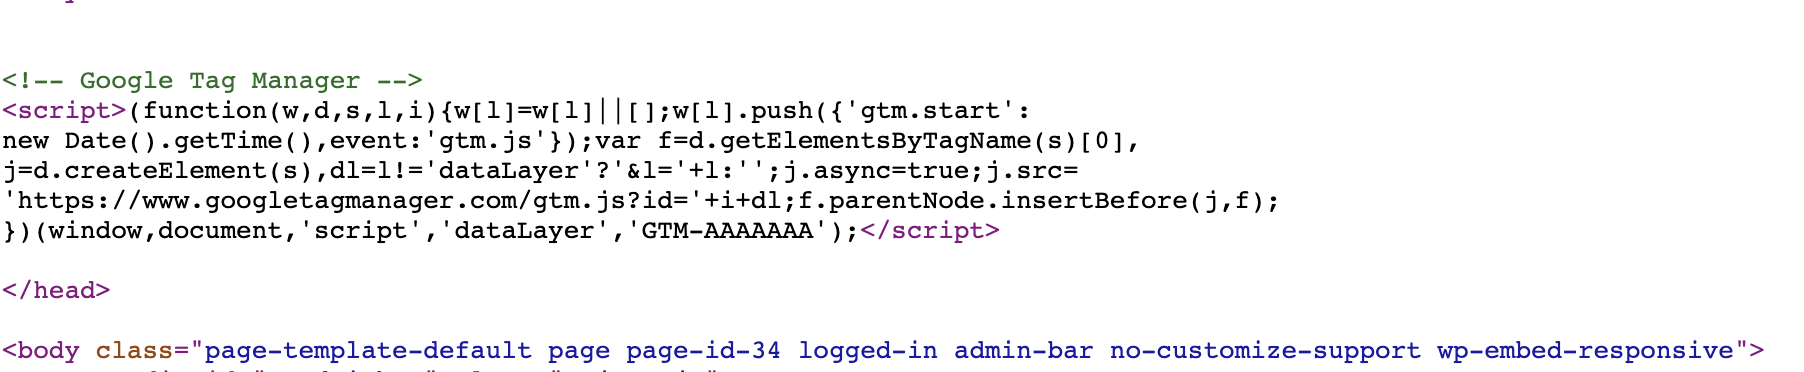 <!-- Google Tag Manager -->
<script>(function(w,d,s,l,i){w[l]=w[l]||[];w[l].push({'gtm.start':
new Date().getTime(),event:'gtm.js'});var f=d.getElementsByTagName(s)[0],
j=d.createElement(s),dl=l!='dataLayer'?'&l='+l:'';j.async=true;j.src=
'https://www.googletagmanager.com/gtm.js?id='+i+dl;f.parentNode.insertBefore(j,f);
})(window,document,'script','dataLayer','GTM-AAAAAAA');</script>
</head>
<body class="page-template-default page page-id-34 logged-in admin-bar no-customize-support wp-embed-responsive">